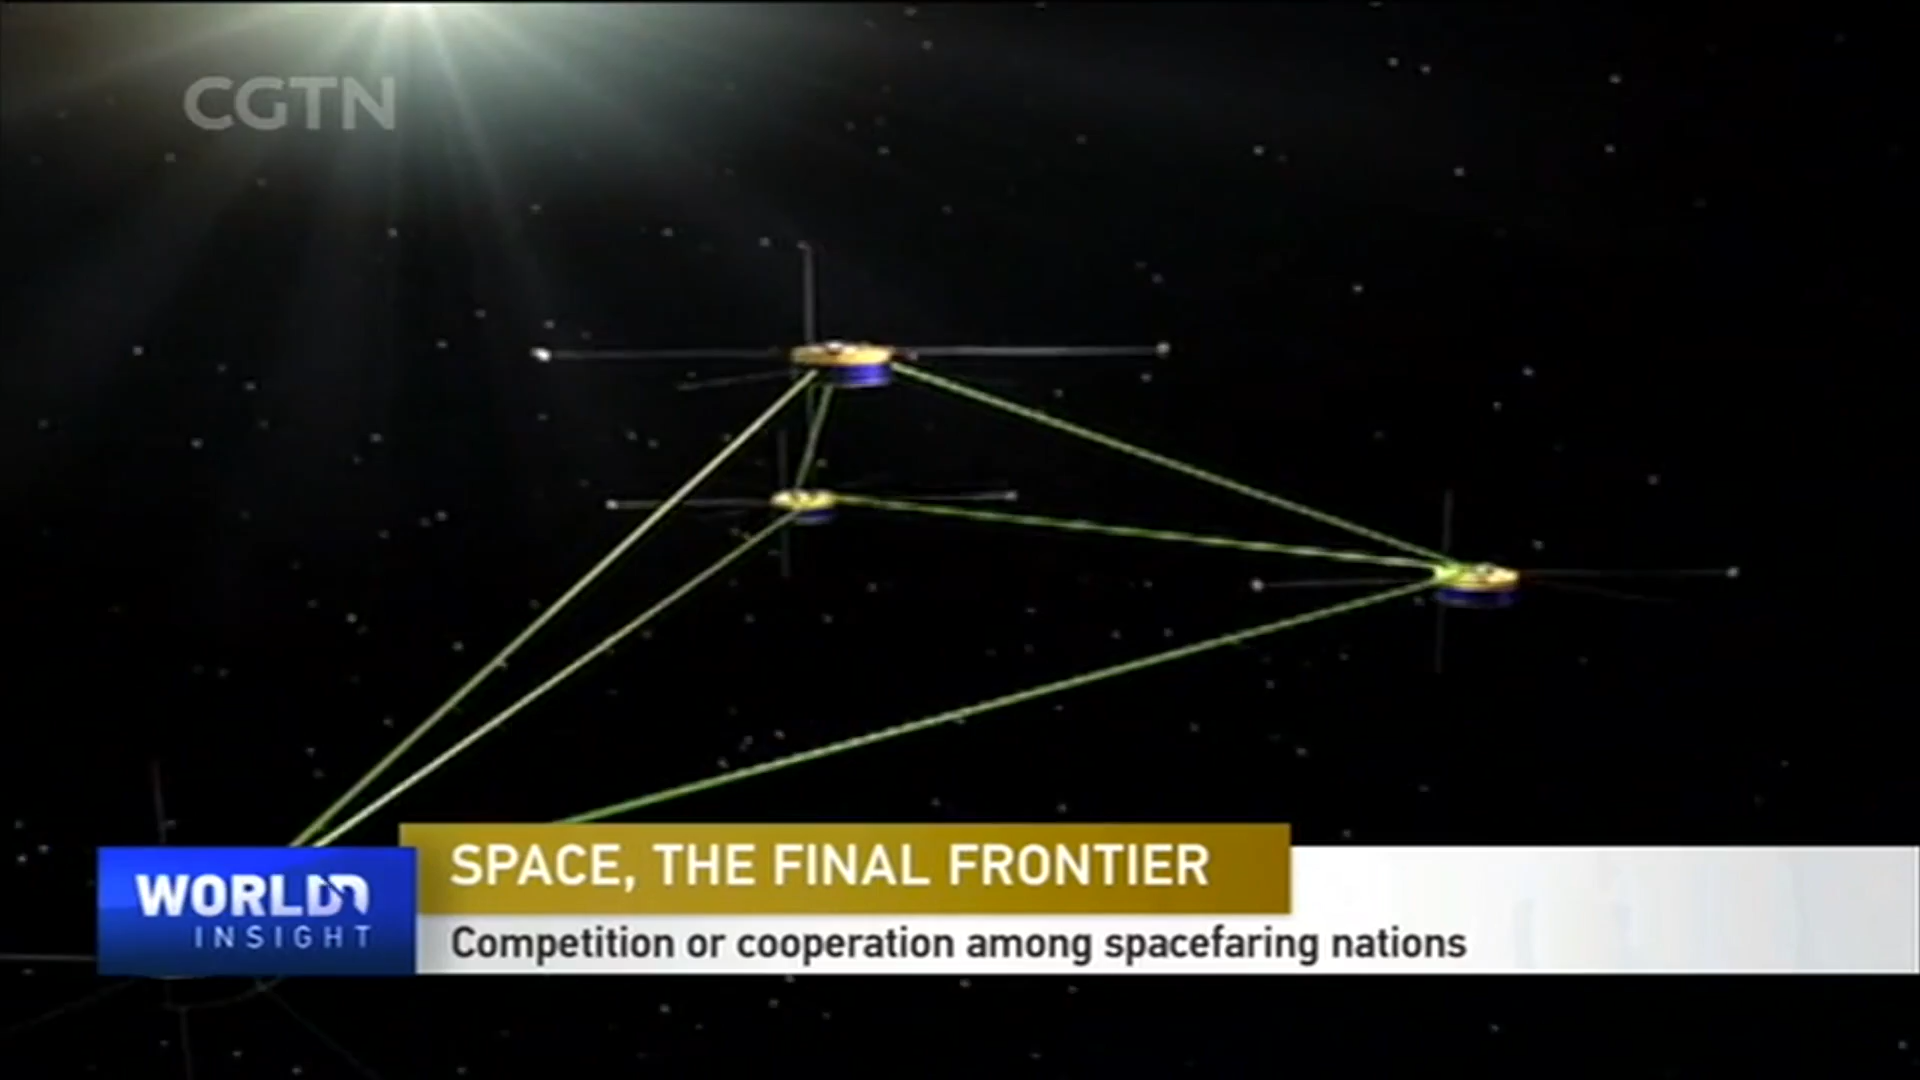 CGTN
SPACE, THE FINAL FRONTIER
WORLD
INSIGHT
Competition or cooperation among spacefaring nations